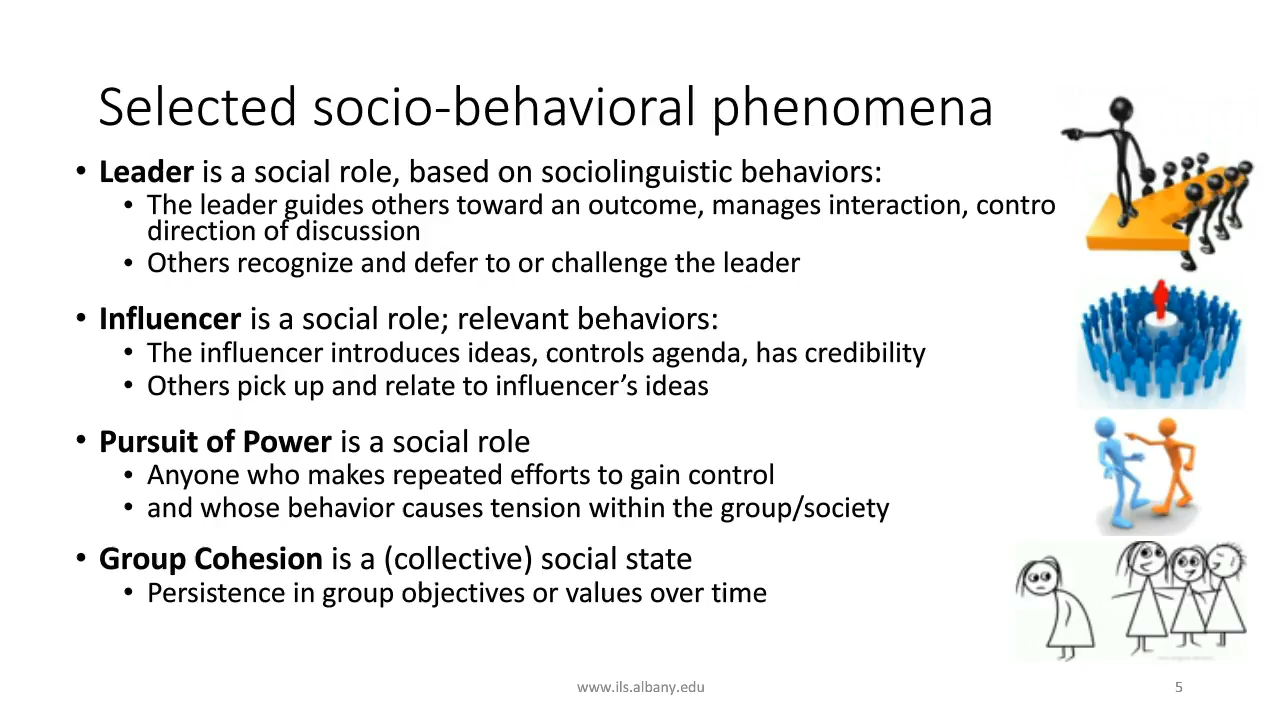 Selected socio-behavioral phenomena
• Leader is a social role, based on sociolinguistic behaviors:
• The leader guides others toward an outcome, manages interaction, contro
direction of discussion
• Others recognize and defer to or challenge the leader
• Influencer is a social role; relevant behaviors:
• The influencer introduces ideas, controls agenda, has credibility
• Others pick up and relate to influencer’s ideas
• Pursuit of Power is a social role
• Anyone who makes repeated efforts to gain control
• and whose behavior causes tension within the group/society
• Group Cohesion is a (collective) social state
• Persistence in group objectives or values over time
www.ils.albany.edu
5